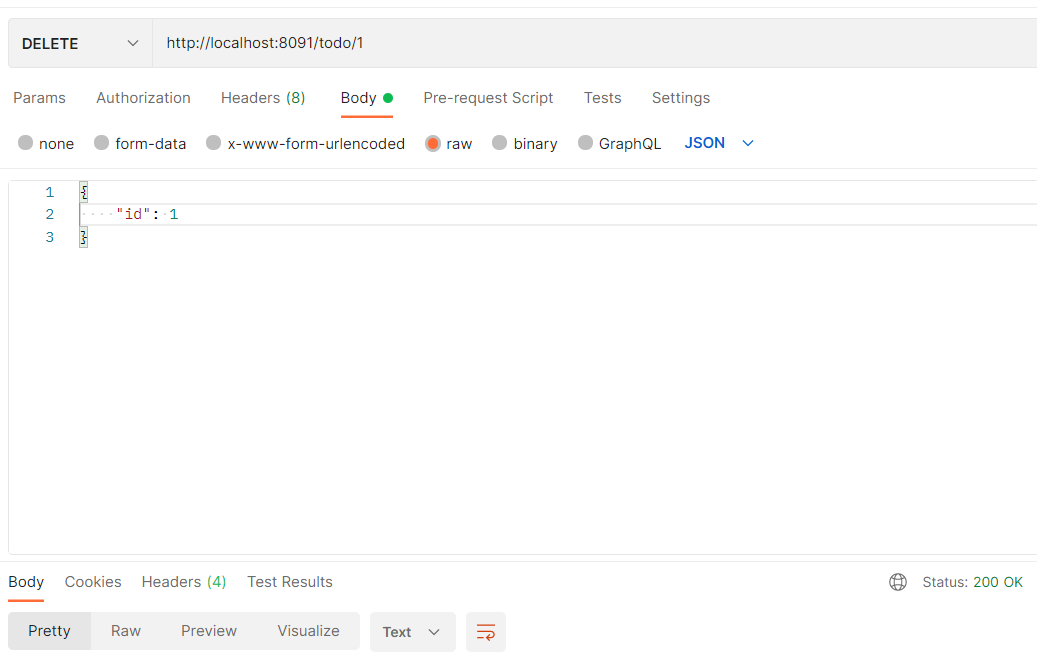 DELETE http://localhost:8091/todo/1
Params Authorization Headers (8) Body Pre-request Script Tests Settings
none form-data x-www-form-urlencoded raw binary GraphQL JSON
1 {
2 "id": 1
3 }
Body Cookies Headers (4) Test Results Status: 200 OK
Pretty Raw Preview Visualize Text